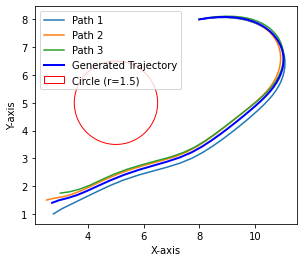 Path 1
Path 2
Path 3
Generated Trajectory
Circle (r=1.5)
8
7
6
5
4
3
2
1
Y-axis
4
6
8
10
X-axis